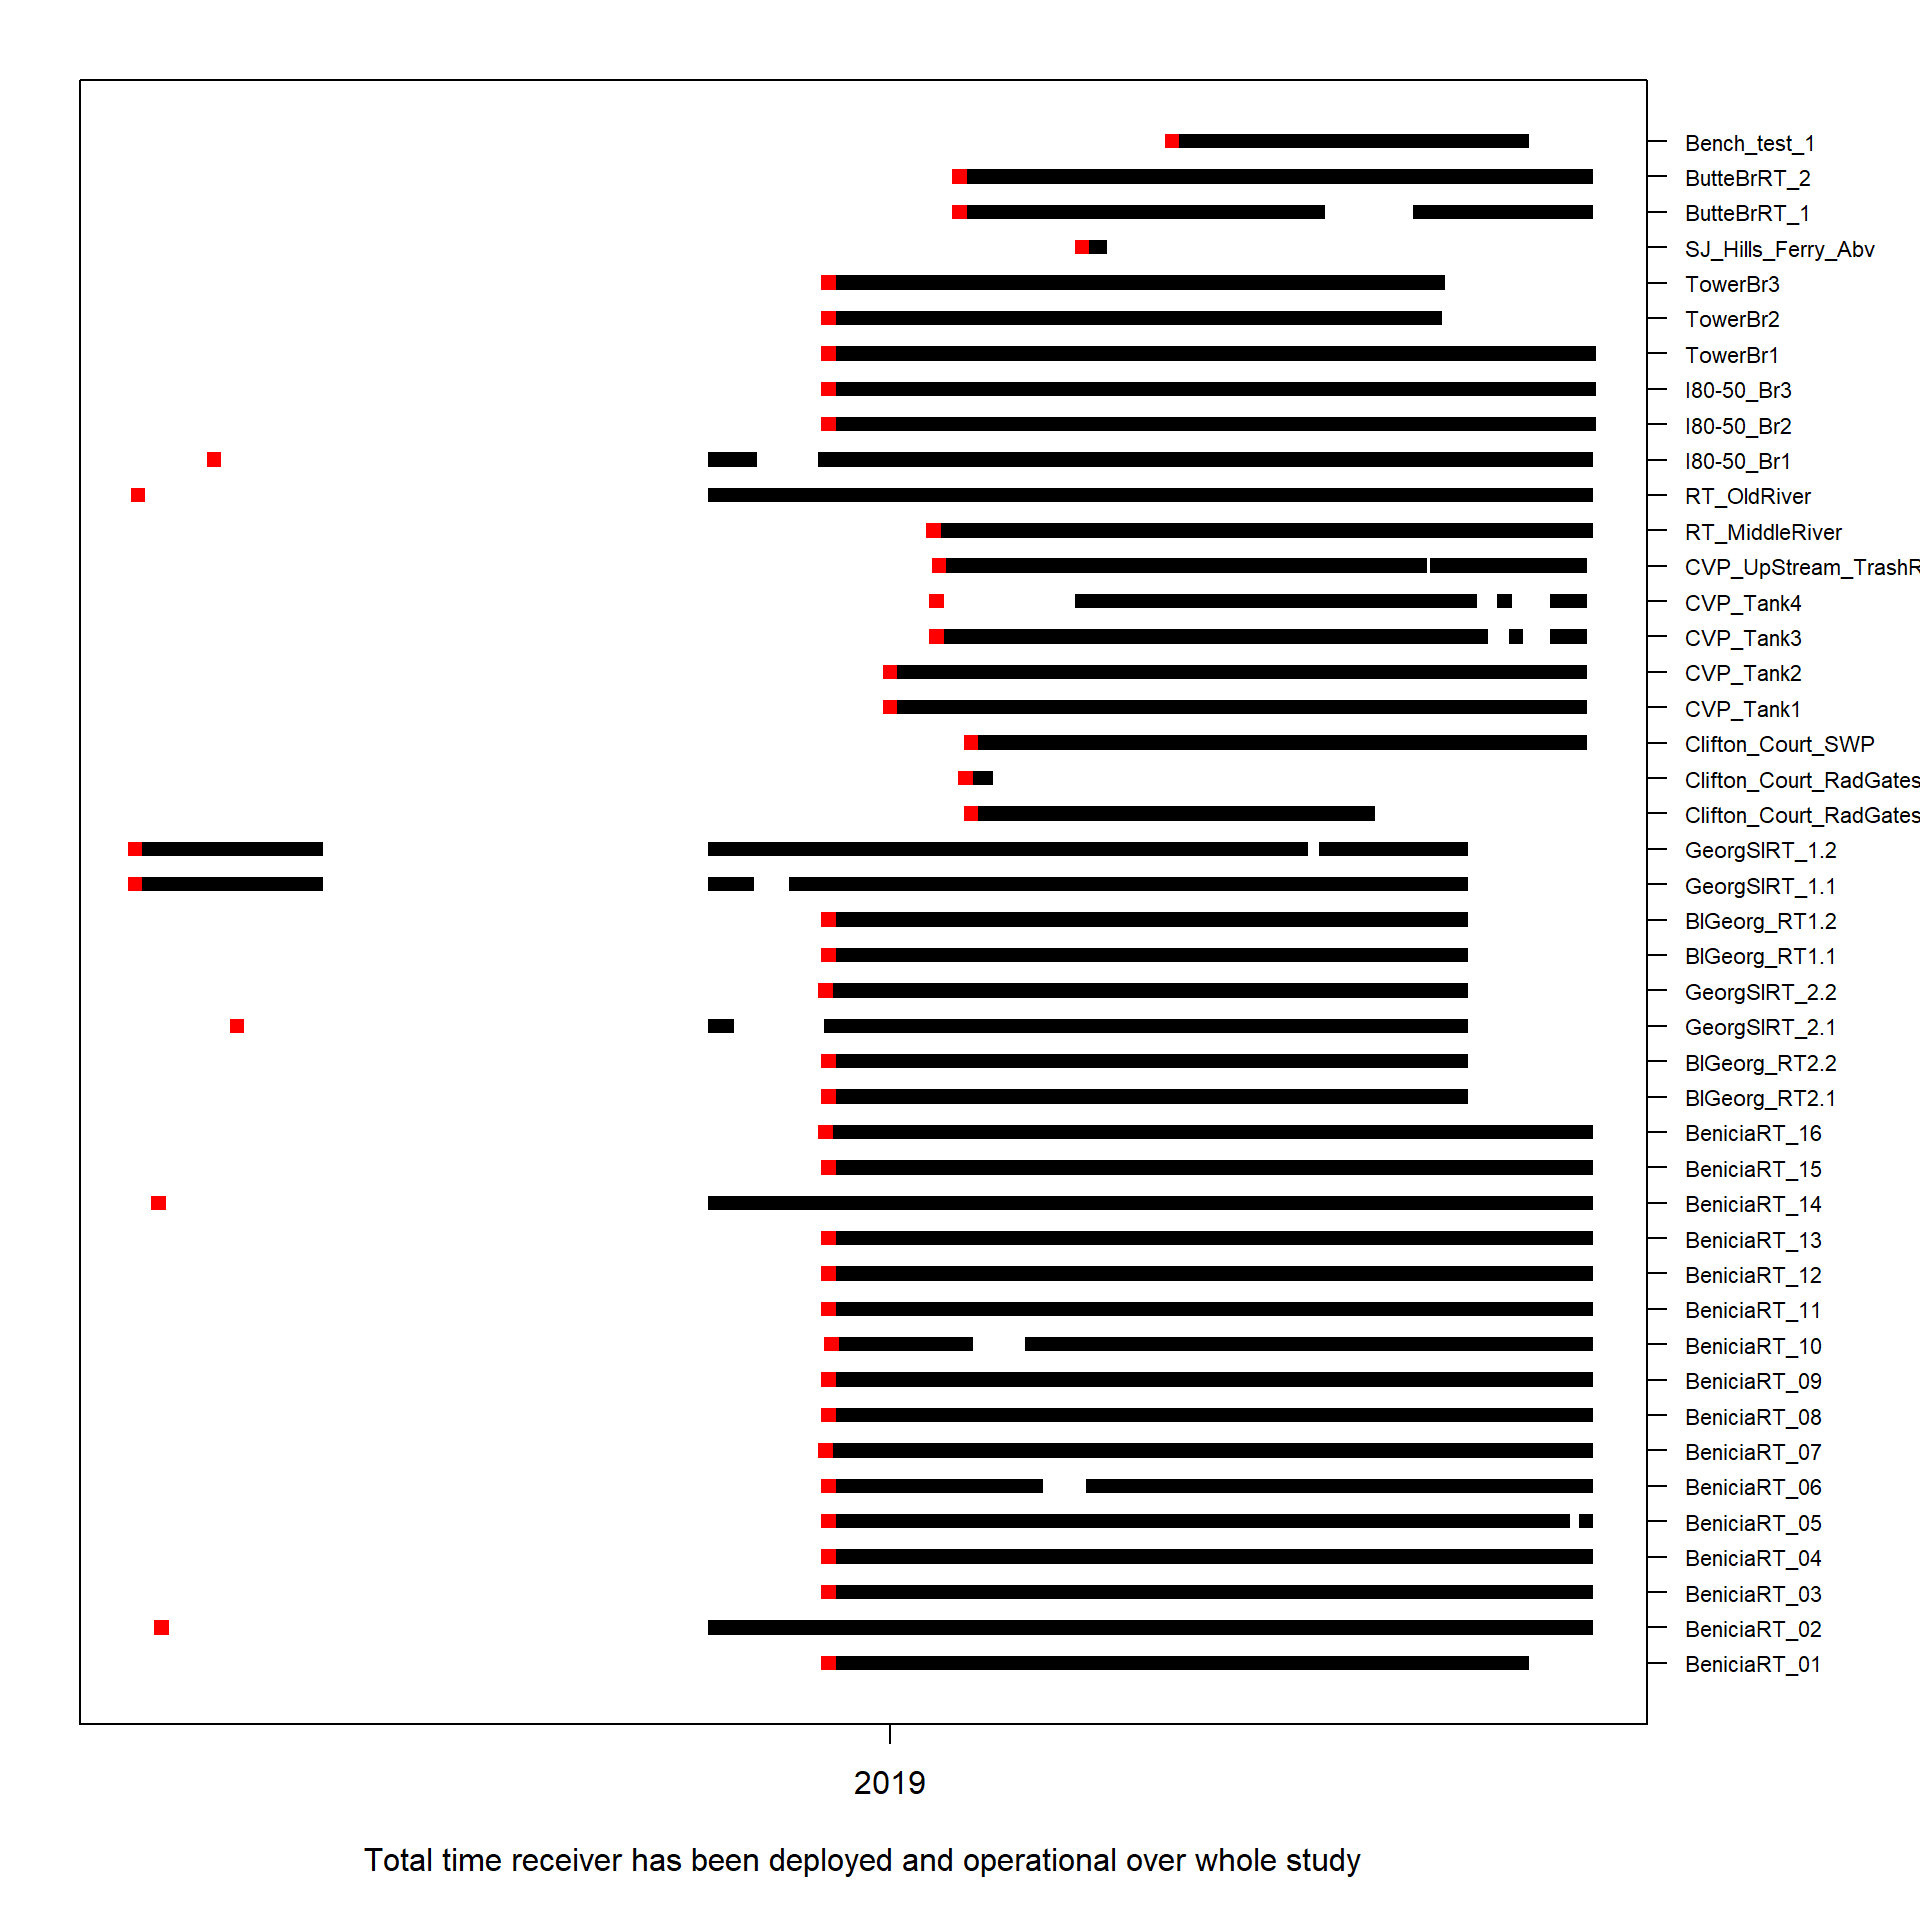 Bench_test_1
ButteBrRT_2
ButteBrRT_1
SJ_Hills_Ferry_Abv
TowerBr3
TowerBr2
TowerBr1
I80-50_Br3
I80-50_Br2
I80-50_Br1
RT_OldRiver
RT_MiddleRiver
CVP_UpStream_TrashR
CVP_Tank4
CVP_Tank3
CVP_Tank2
CVP_Tank1
Clifton_Court_SWP
Clifton_Court_RadGates
Clifton_Court_RadGates
GeorgSlRT_1.2
GeorgSlRT_1.1
BlGeorg_RT1.2
BlGeorg_RT1.1
GeorgSlRT_2.2
GeorgSlRT_2.1
BlGeorg_RT2.2
BlGeorg_RT2.1
BeniciaRT_16
BeniciaRT_15
BeniciaRT_14
BeniciaRT_13
BeniciaRT_12
BeniciaRT_11
BeniciaRT_10
BeniciaRT_09
BeniciaRT_08
BeniciaRT_07
BeniciaRT_06
BeniciaRT_05
BeniciaRT_04
BeniciaRT_03
BeniciaRT_02
BeniciaRT_01
2019
Total time receiver has been deployed and operational over whole study